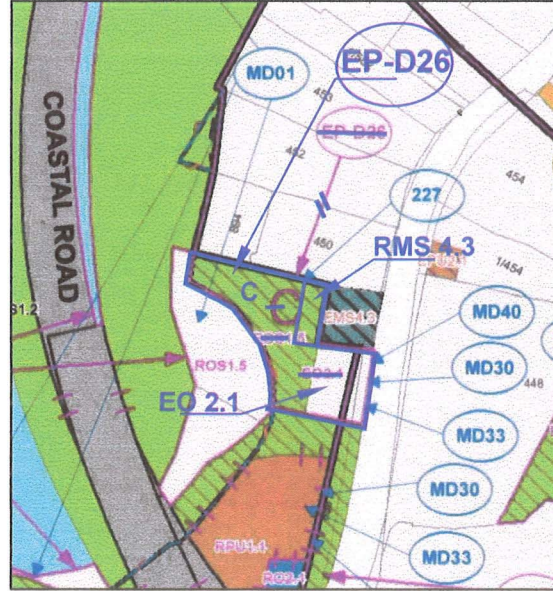 EP-D26
MD01
COASTAL ROAD
453
EP-D26
452
454
227
450
RMS 4.3
1/454
C
EMS4.3
MD40
ROS1.5
MD30
448
EO 2.1
MD33
MD30
RPU1.4
MD33